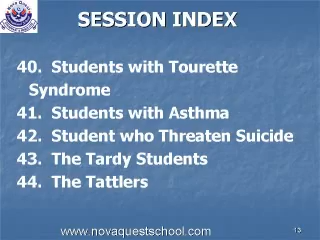 SESSION INDEX
40. Students with Tourette
Syndrome
41. Students with Asthma
42. Student who Threaten Suicide
43. The Tardy Students
44. The Tattlers
www.novaquestschool.com
13